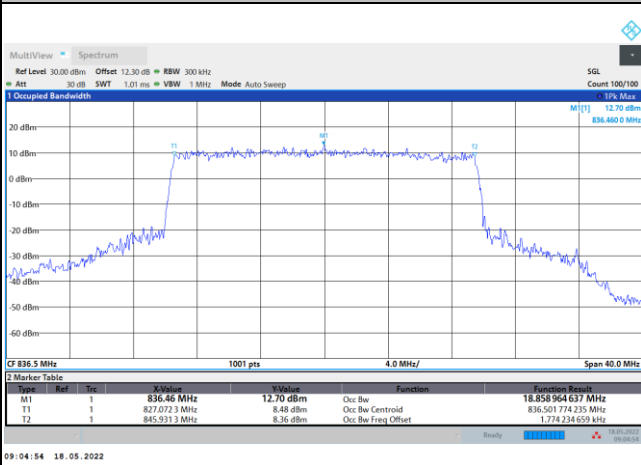 MultiView Spectrum
Ref Level 30.00 dBm Offset 12.30 dB RBW 300 kHz SGL
Att 30 dB SWT 1.01 ms VBW 1 MHz Mode Auto Sweep Count 100/100
1 Occupied Bandwidth 1Pk Max
M1[1] 12.70 dBm
836.460 0 MHz
20 dBm
M1
T1 T2
10 dBm
0 dBm
-10 dBm
-20 dBm
-30 dBm
-40 dBm
-50 dBm
-60 dBm
CF 836.5 MHz 1001 pts 4.0 MHz/ Span 40.0 MHz
2 Marker Table
Type Ref Trc X-Value Y-Value Function Function Result
M1 1 836.46 MHz 12.70 dBm Occ Bw 18.858 964 637 MHz
T1 1 827.072 3 MHz 8.48 dBm Occ Bw Centroid 836.501 774 235 MHz
T2 1 845.931 3 MHz 8.36 dBm Occ Bw Freq Offset 1.774 234 659 kHz
Ready 18.05.2022
09:04:54
09:04:54 18.05.2022